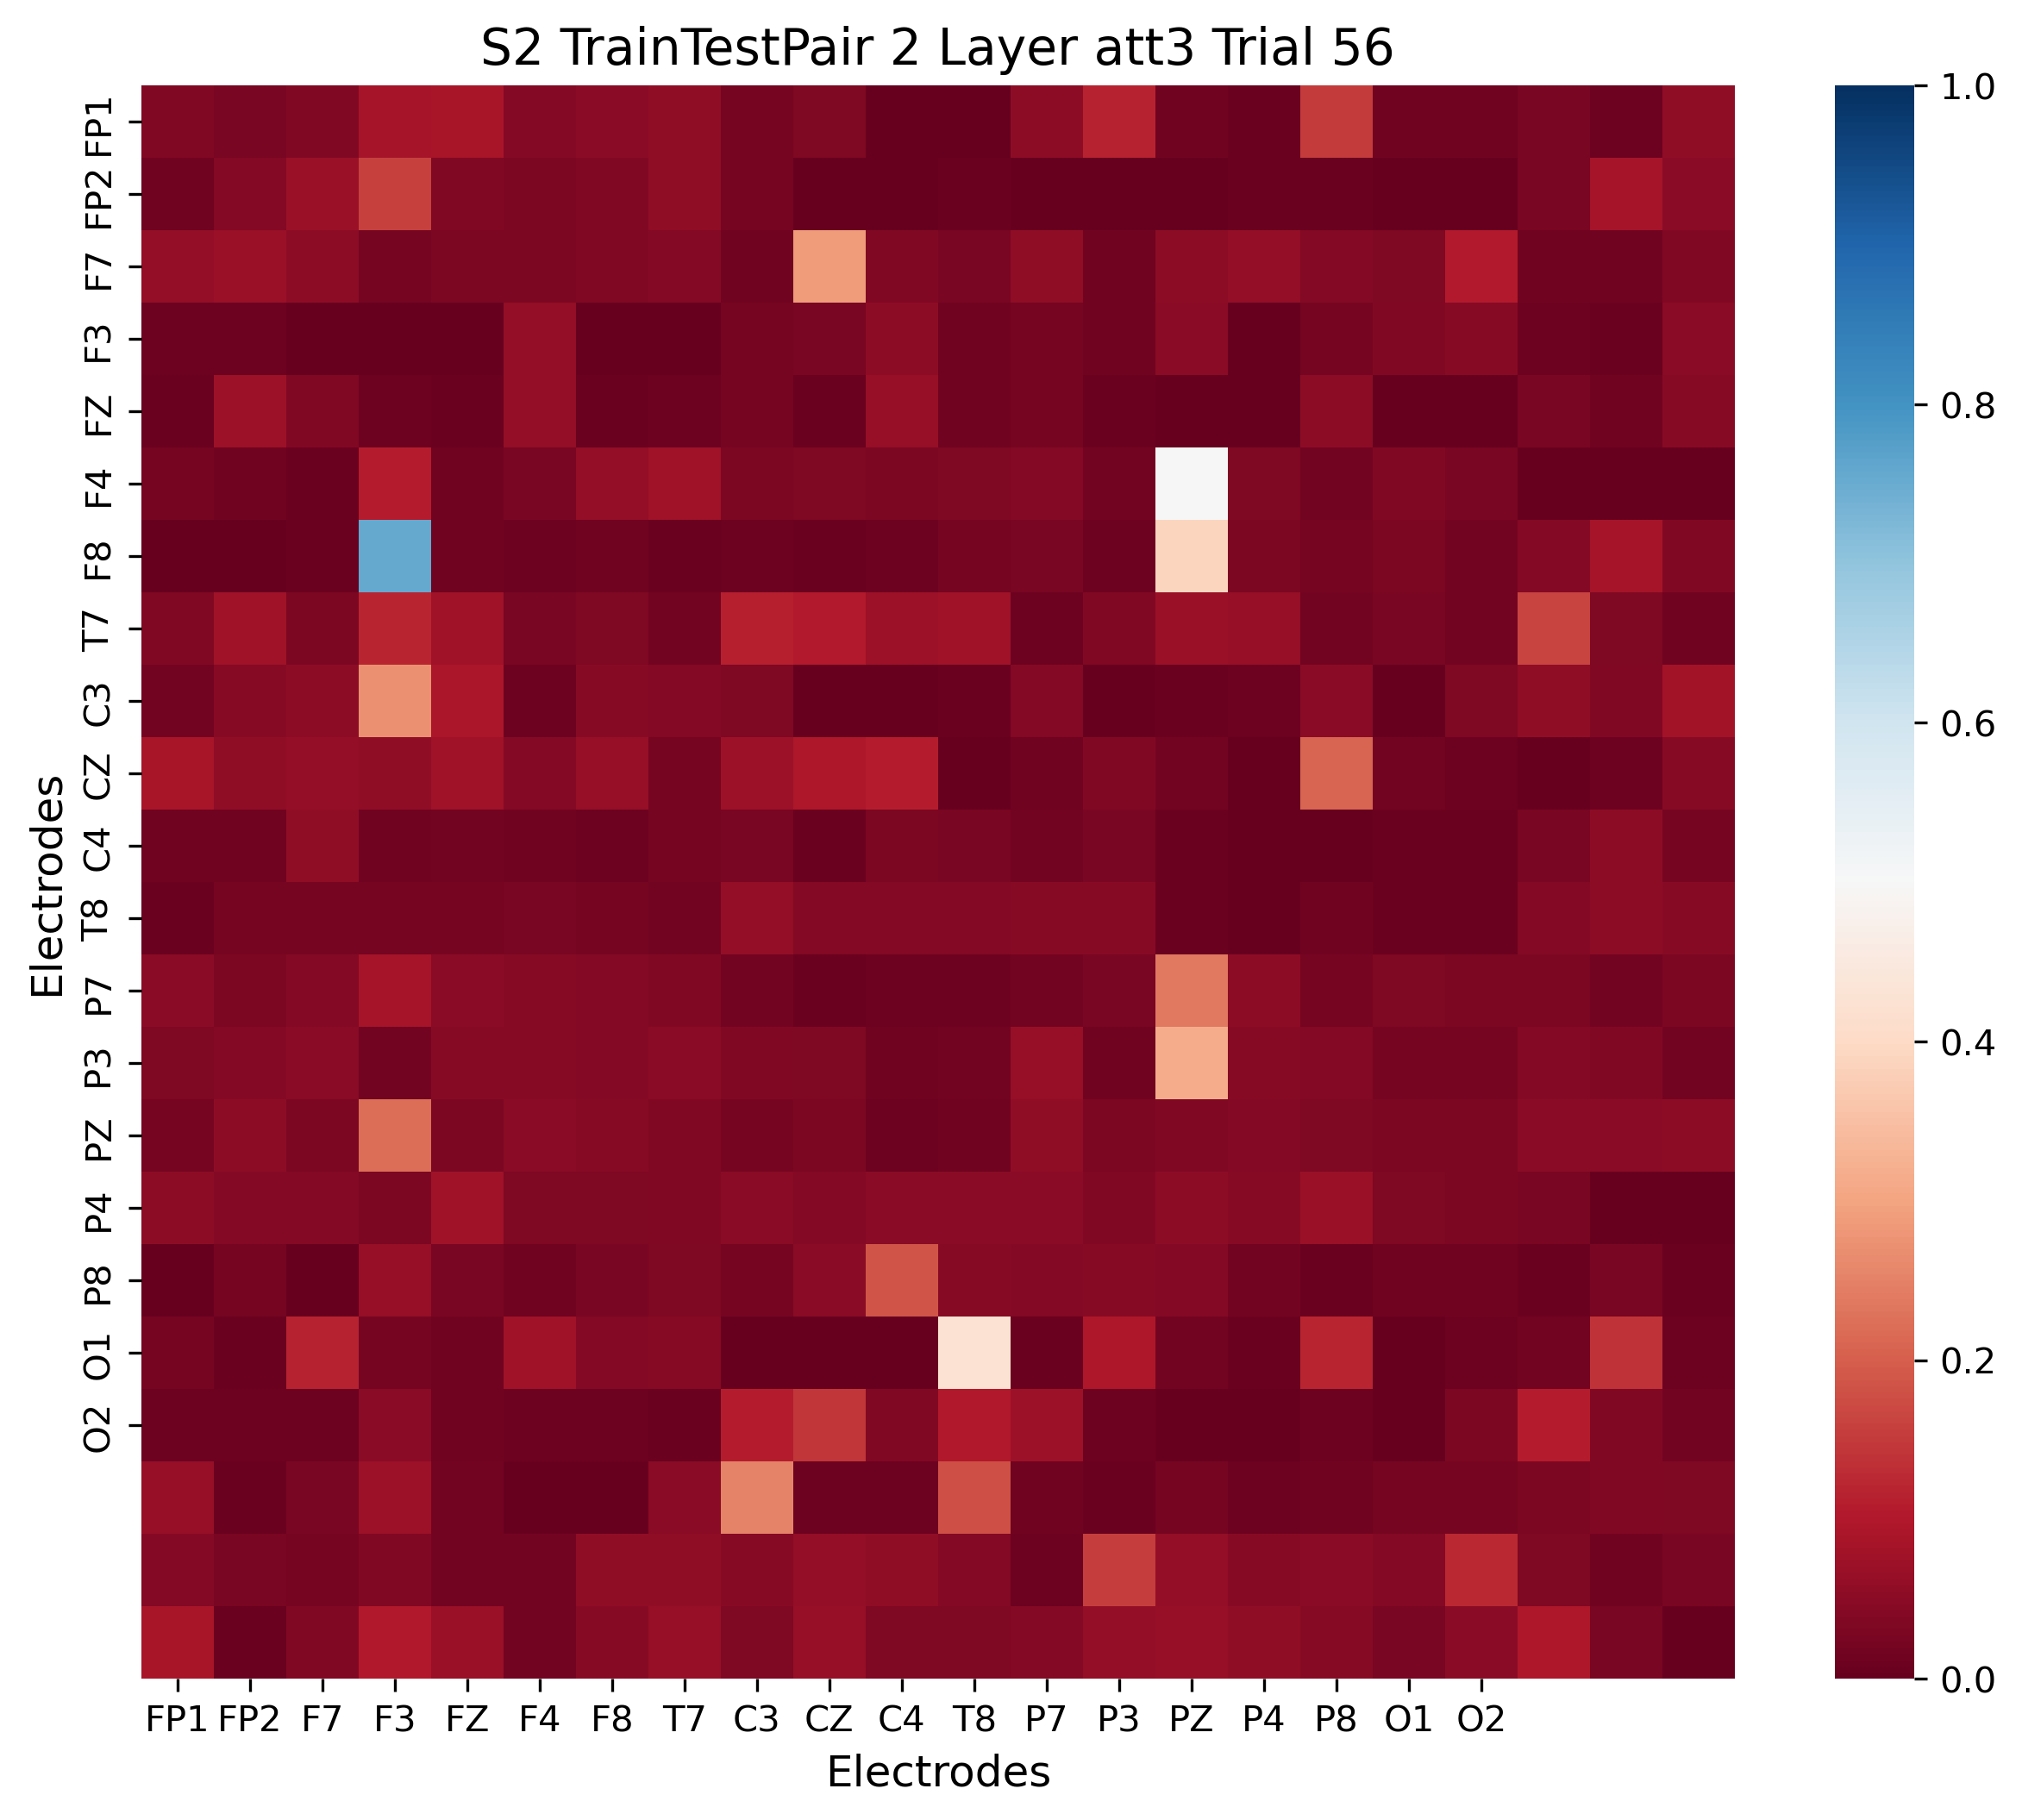 S2 TrainTestPair 2 Layer att3 Trial 56
Electrodes
FP1
FP2
F7
F3
FZ
F4
F8
T7
C3
CZ
C4
T8
P7
P3
PZ
P4
P8
O1
O2
FP1 FP2 F7 F3 FZ F4 F8 T7 C3 CZ C4 T8 P7 P3 PZ P4 P8 O1 O2
Electrodes
1.0
0.8
0.6
0.4
0.2
0.0